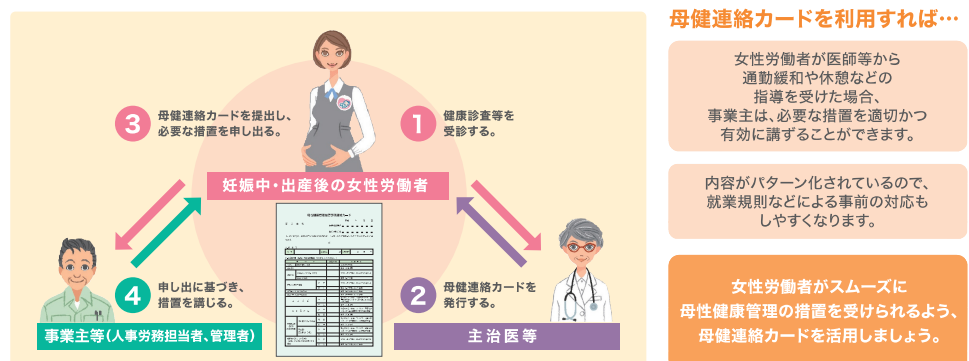 母健連絡カードを利用すれば…
女性労働者が医師等から
通勤緩和や休憩などの
指導を受けた場合、
事業主は、必要な措置を適切かつ
有効に講ずることができます。
内容がパターン化されているので、
就業規則などによる事前の対応も
しやすくなります。
女性労働者がスムーズに
母性健康管理の措置を受けられるよう、
母健連絡カードを活用しましょう。
1
健康診査等を
受診する。
2
母健連絡カードを
発行する。
3
母健連絡カードを提出し、
必要な措置を申し出る。
4
申し出に基づき、
措置を講じる。
妊娠中・出産後の女性労働者
事業主等（人事労務担当者、管理者）
主治医等